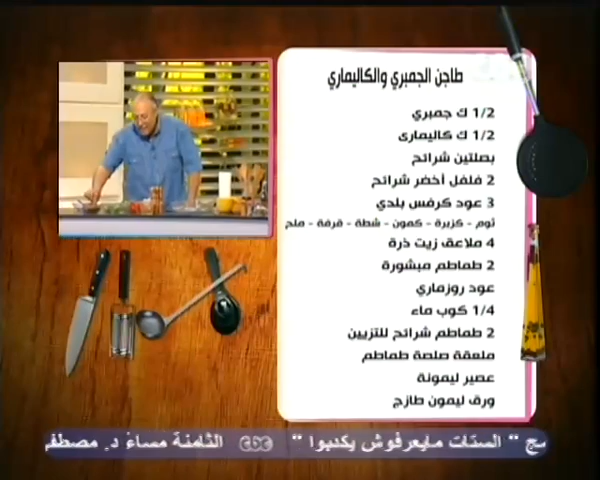 طاجن الجمبري والكاليماري
1/2 ك جمبري
1/2 ك كاليمارى
بصلتين شرائح
2 فلفل أخضر شرائح
3 عود كرفس بلدي
ثوم - كزبرة - كمون - شطة - قرفة - ملح
4 ملاعق زيت ذرة
2 طماطم مبشورة
عود روزماري
1/4 كوب ماء
2 طماطم شرائح للتزيين
ملعقة صلصة طماطم
عصير ليمونة
ورق ليمون طازج
مج " الستات مايعرفوش يكدبوا " cbc الثامنة مساءً د. مصطفى